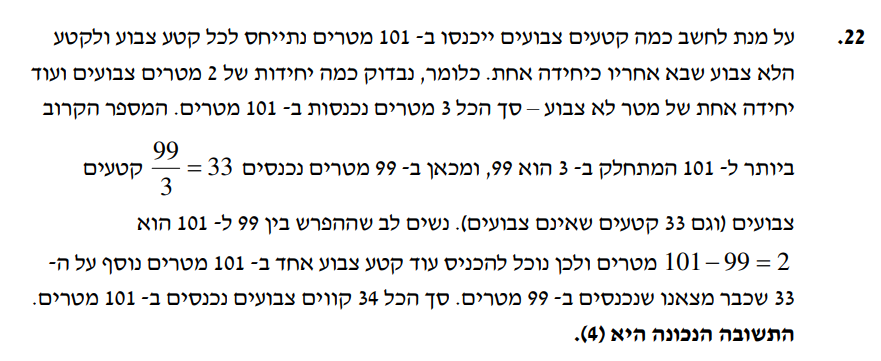 22. על מנת לחשב כמה קטעים צבועים ייכנסו ב- 101 מטרים נתייחס לכל קטע צבוע ולקטע
הלא צבוע שבא אחריו כיחידה אחת. כלומר, נבדוק כמה יחידות של 2 מטרים צבועים ועוד
יחידה אחת של מטר לא צבוע – סך הכל 3 מטרים נכנסות ב- 101 מטרים. המספר הקרוב
ביותר ל- 101 המתחלק ב- 3 הוא 99, ומכאן ב- 99 מטרים נכנסים 99/3 = 33 קטעים
צבועים (וגם 33 קטעים שאינם צבועים). נשים לב שההפרש בין 99 ל- 101 הוא
101 – 99 = 2 מטרים ולכן נוכל להכניס עוד קטע צבוע אחד ב- 101 מטרים נוסף על ה-
33 שכבר מצאנו שנכנסים ב- 99 מטרים. סך הכל 34 קווים צבועים נכנסים ב- 101 מטרים.
התשובה הנכונה היא (4).